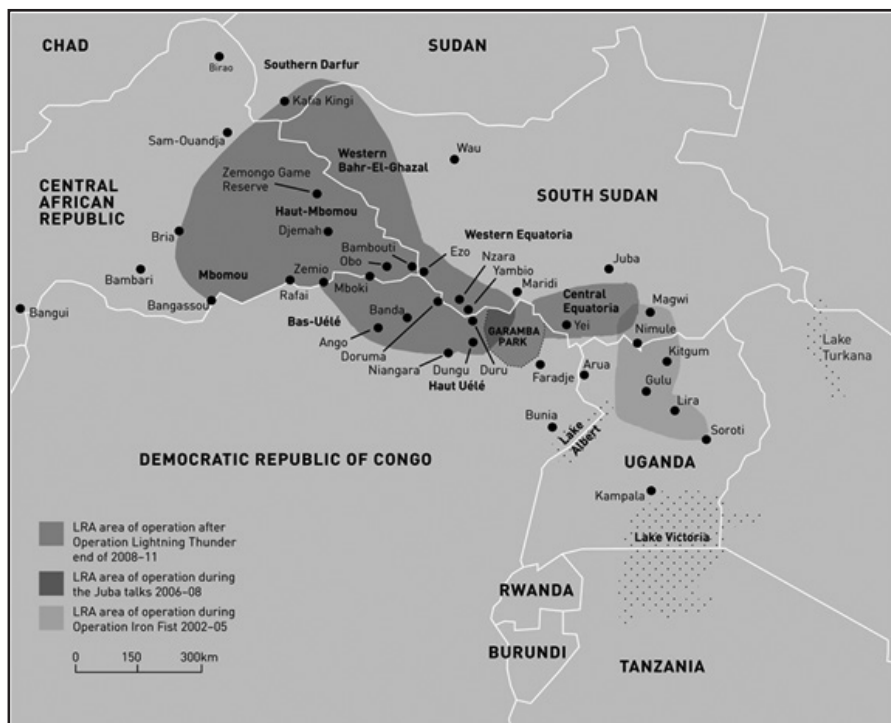 CHAD
SUDAN
Birao
Southern Darfur
Kafia Kingi
Sam-Ouandja
Wau
Western
Bahr-El-Ghazal
Zemongo Game
Reserve
CENTRAL
AFRICAN
REPUBLIC
SOUTH SUDAN
Haut-Mbomou
Bria
Djemah
Western Equatoria
Bambouti
Ezo
Obo
Nzara
Yambio
Juba
Bambari
Mbomou
Zemio
Mboki
Maridi
Rafai
Central
Equatoria
Magwi
Bangui
Bangassou
Banda
Bas-Uélé
Yei
Nimule
GARAMBA
PARK
Lake
Turkana
Ango
Doruma
Niangara
Dungu
Duru
Haut Uélé
Faradje
Arua
Kitgum
Gulu
Lira
Bunia
Lake
Albert
Soroti
DEMOCRATIC REPUBLIC OF CONGO
UGANDA
Kampala
Lake Victoria
LRA area of operation after
Operation Lightning Thunder
end of 2008–11
LRA area of operation during
the Juba talks 2006–08
LRA area of operation during
Operation Iron Fist 2002–05
0 150 300km
RWANDA
BURUNDI
TANZANIA